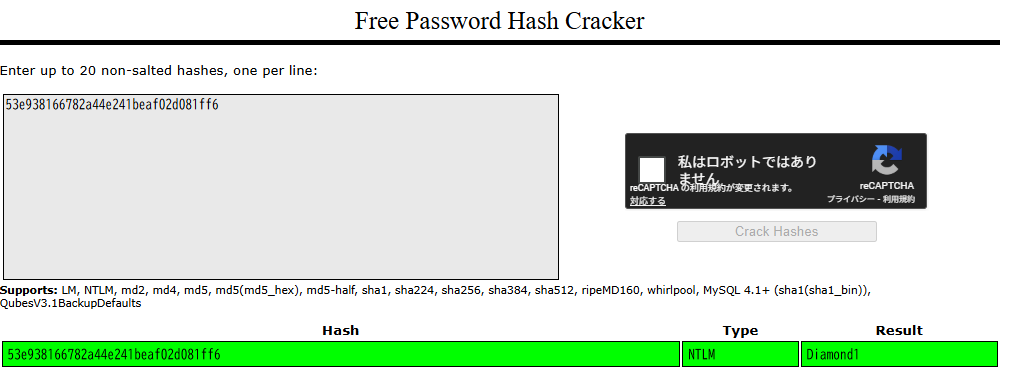 Free Password Hash Cracker
Enter up to 20 non-salted hashes, one per line:
53e938166782a44e241beaf02d081ff6
私はロボットではあり
ません
reCAPTCHA の利用規約が変更されます。
対応する
reCAPTCHA
プライバシー - 利用規約
Crack Hashes
Supports: LM, NTLM, md2, md4, md5, md5(md5_hex), md5-half, sha1, sha224, sha256, sha384, sha512, ripeMD160, whirlpool, MySQL 4.1+ (sha1(sha1_bin)),
QubesV3.1BackupDefaults
Hash Type Result
53e938166782a44e241beaf02d081ff6 NTLM Diamond1